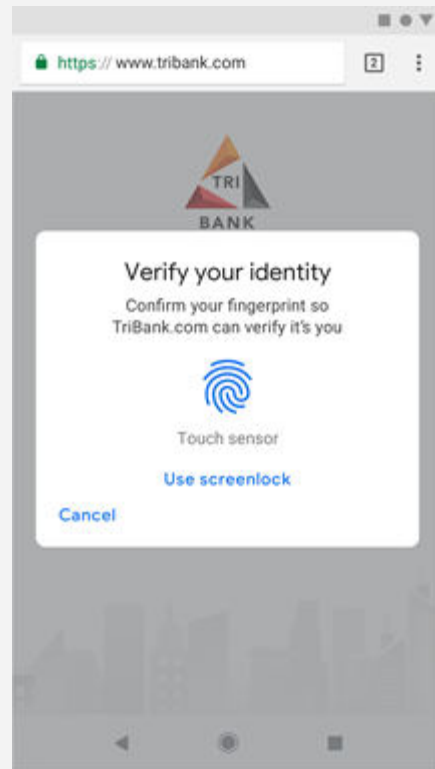 https:// www.tribank.com
2
TRI
BANK
Verify your identity
Confirm your fingerprint so
TriBank.com can verify it's you
Touch sensor
Use screenlock
Cancel